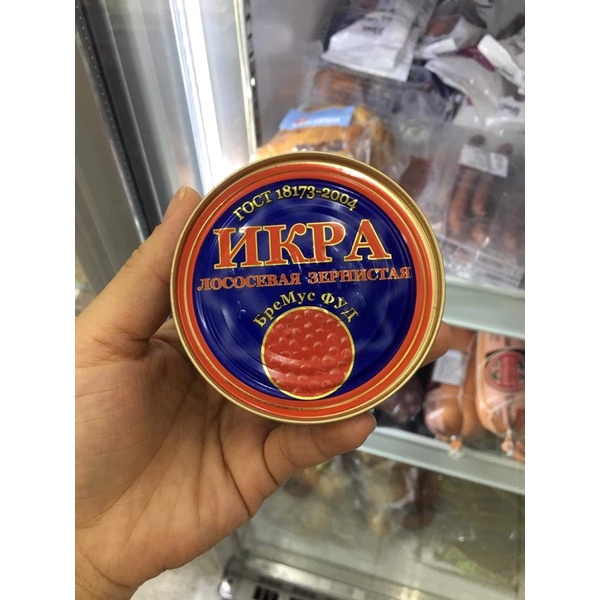 ГОСТ 18173-2004
ИКРА
ЛОСОСЕВАЯ ЗЕРНИСТАЯ
БреМус ФУД